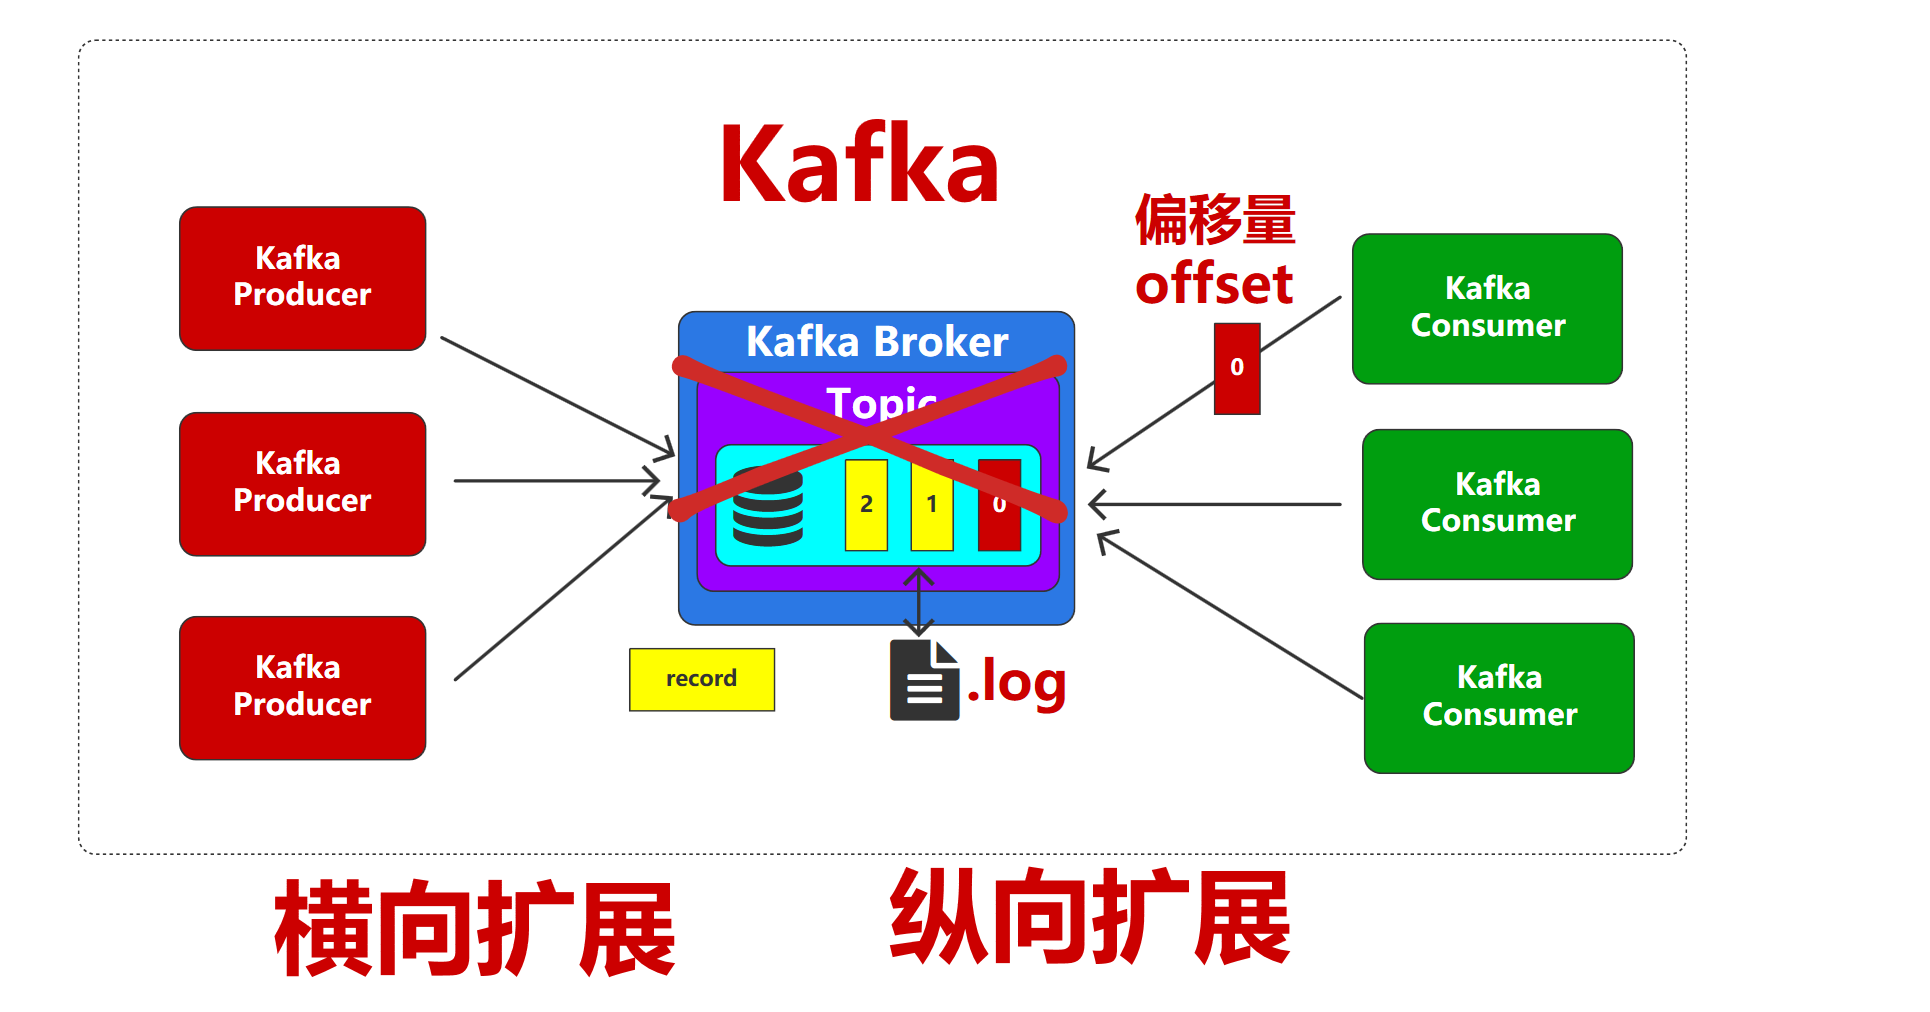 Kafka
偏移量
offset
Kafka
Producer
Kafka
Producer
Kafka
Producer
Kafka Broker
Topic
2
1
0
record
.log
0
Kafka
Consumer
Kafka
Consumer
Kafka
Consumer
横向扩展
纵向扩展